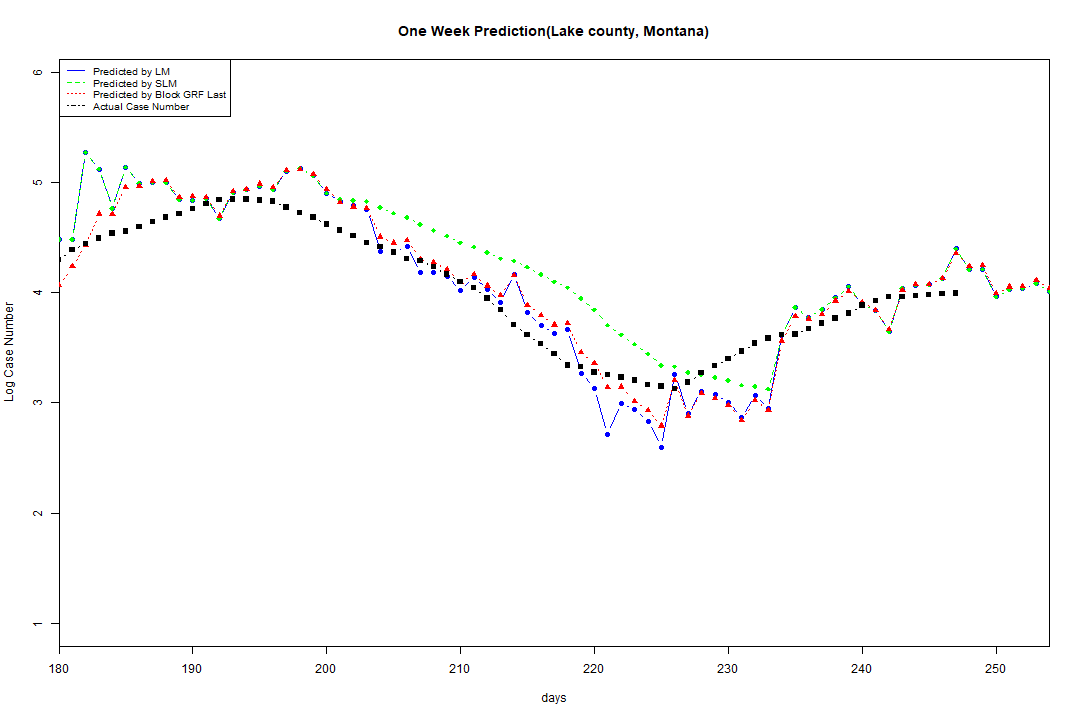 One Week Prediction(Lake county, Montana)
Predicted by LM
Predicted by SLM
Predicted by Block GRF Last
Actual Case Number
6
5
4
3
2
1
Log Case Number
180 190 200 210 220 230 240 250
days